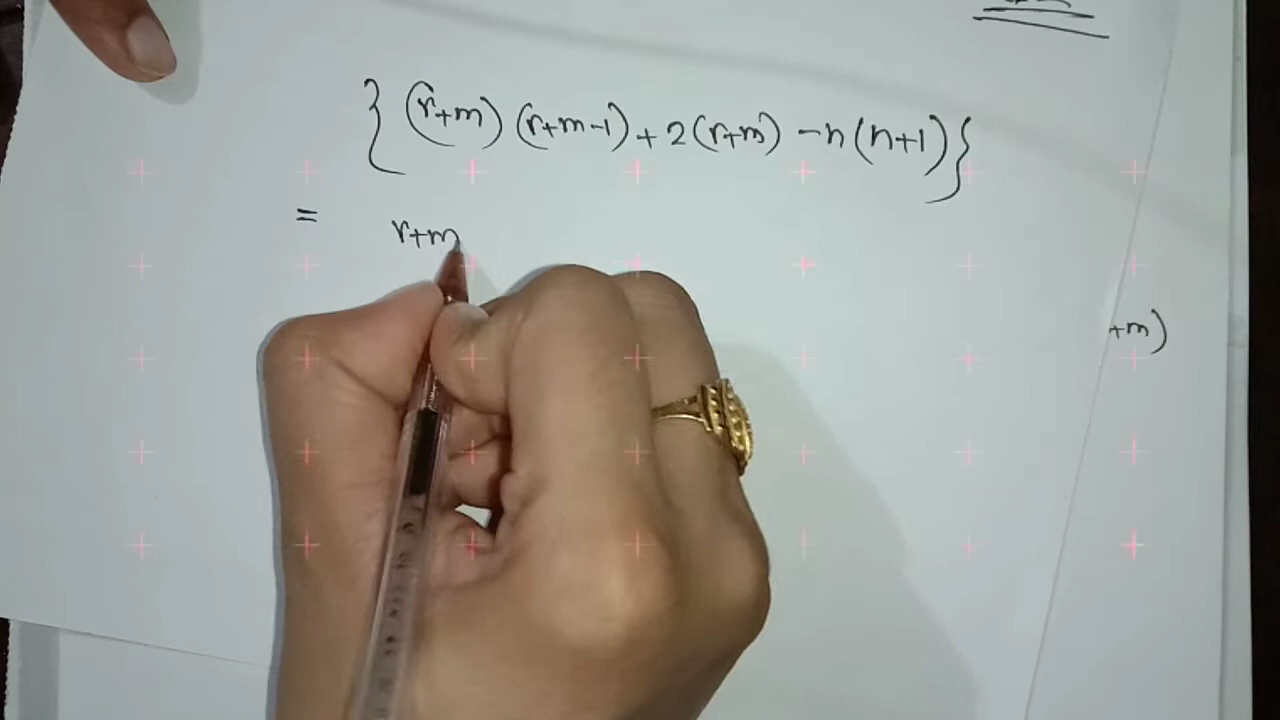 { (r+m) (r+m-1) + 2 (r+m) - n (n+1) }
= r+m
+m)